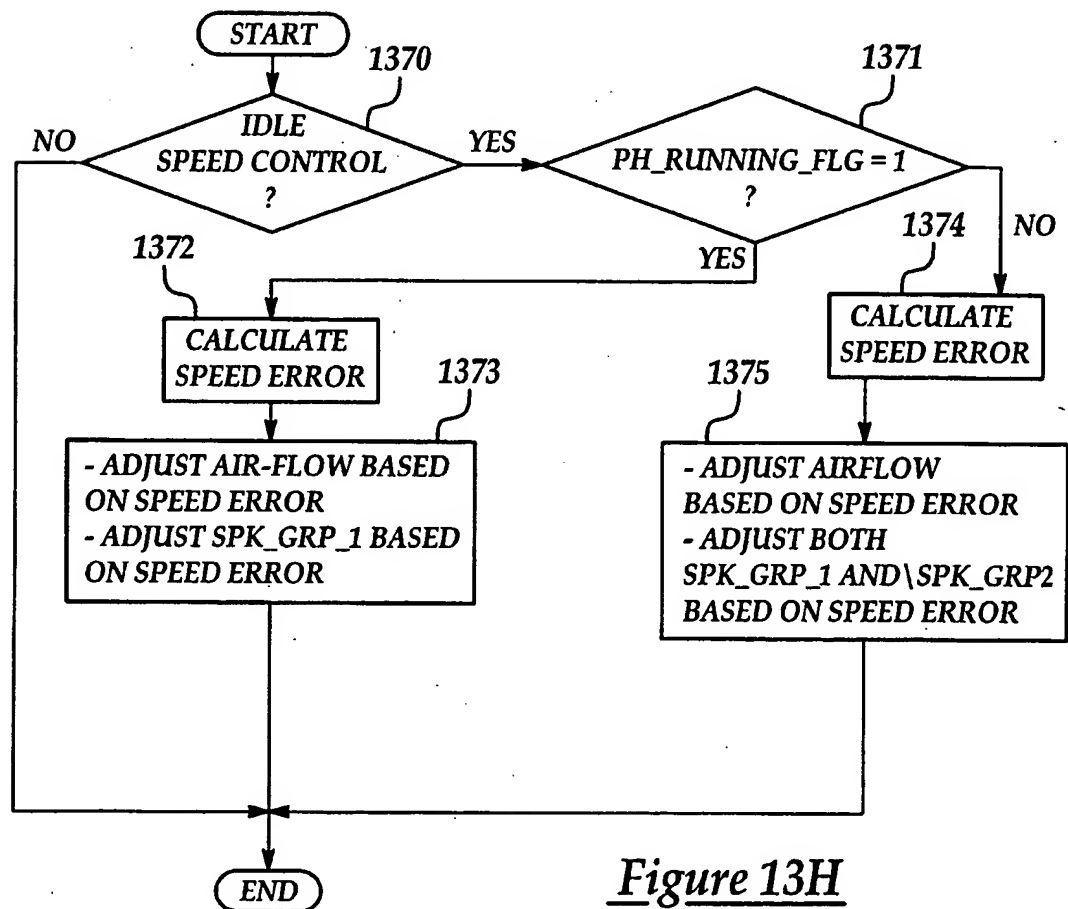 START
1370
1371
IDLE
SPEED CONTROL
?
NO
YES
PH_RUNNING_FLG = 1
?
1372
YES
1374
NO
CALCULATE
SPEED ERROR
CALCULATE
SPEED ERROR
1373
1375
- ADJUST AIR-FLOW BASED
ON SPEED ERROR
- ADJUST SPK_GRP_1 BASED
ON SPEED ERROR
- ADJUST AIRFLOW
BASED ON SPEED ERROR
- ADJUST BOTH
SPK_GRP_1 AND\SPK_GRP2
BASED ON SPEED ERROR
END
Figure 13H